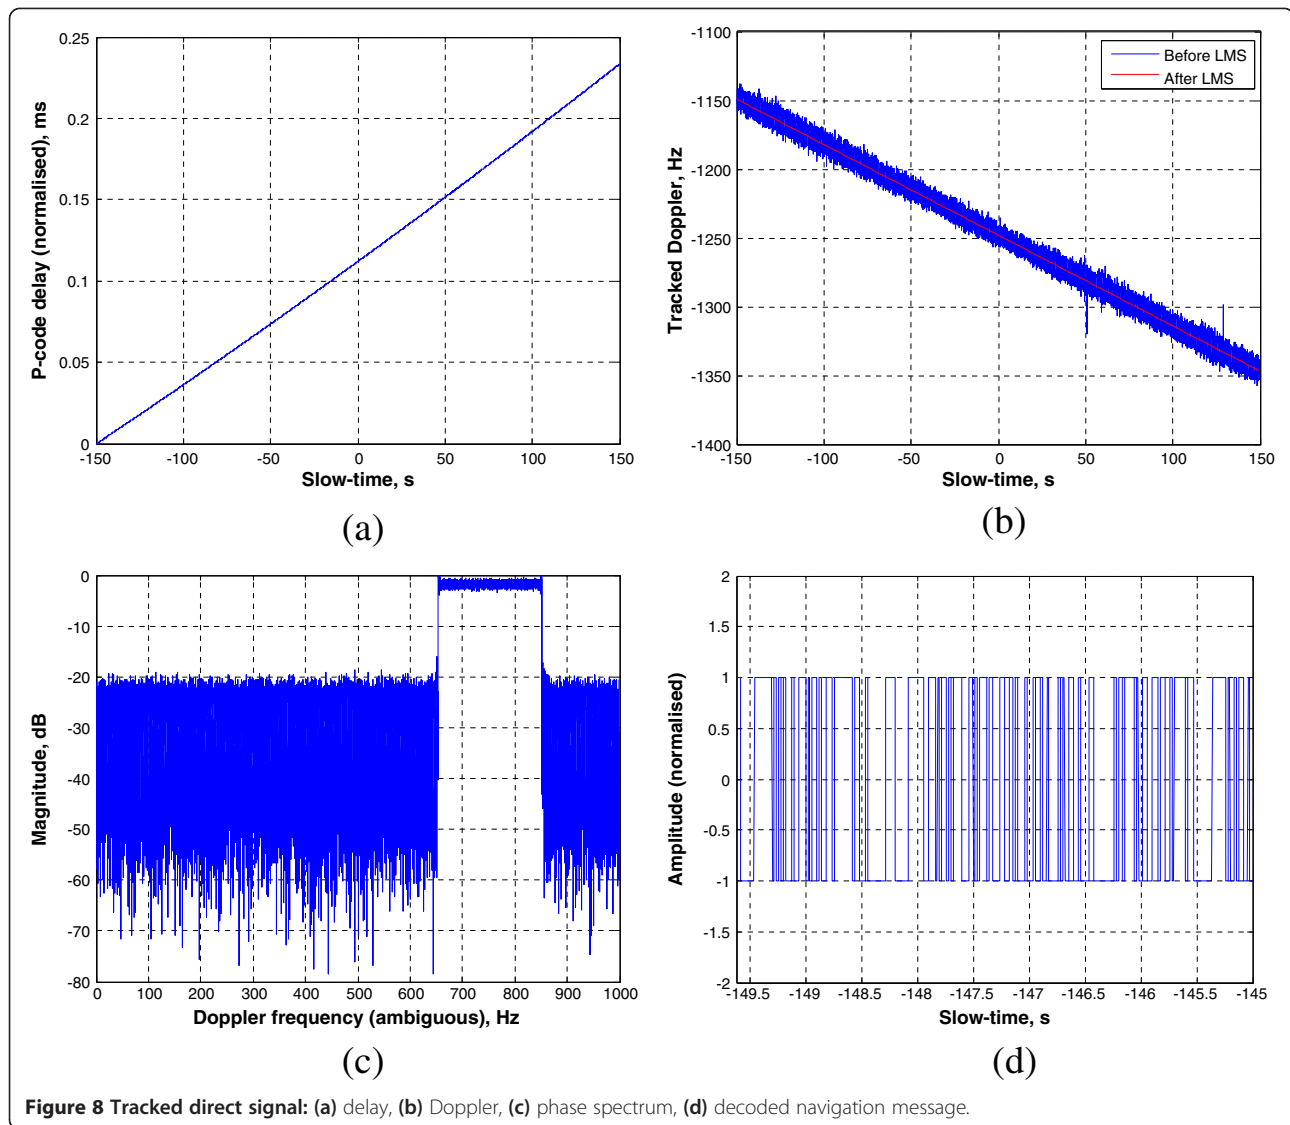 0.25
0.2
0.15
0.1
0.05
0
-150 -100 -50 0 50 100 150
P-code delay (normalised), ms
Slow-time, s
(a)
-1100
-1150
-1200
-1250
-1300
-1350
-1400
-150 -100 -50 0 50 100 150
Tracked Doppler, Hz
Slow-time, s
Before LMS
After LMS
(b)
0
-10
-20
-30
-40
-50
-60
-70
-80
0 100 200 300 400 500 600 700 800 900 1000
Magnitude, dB
Doppler frequency (ambiguous), Hz
(c)
2
1.5
1
0.5
0
-0.5
-1
-1.5
-2
-149.5 -149 -148.5 -148 -147.5 -147 -146.5 -146 -145.5 -145
Amplitude (normalised)
Slow-time, s
(d)
Figure 8 Tracked direct signal: (a) delay, (b) Doppler, (c) phase spectrum, (d) decoded navigation message.